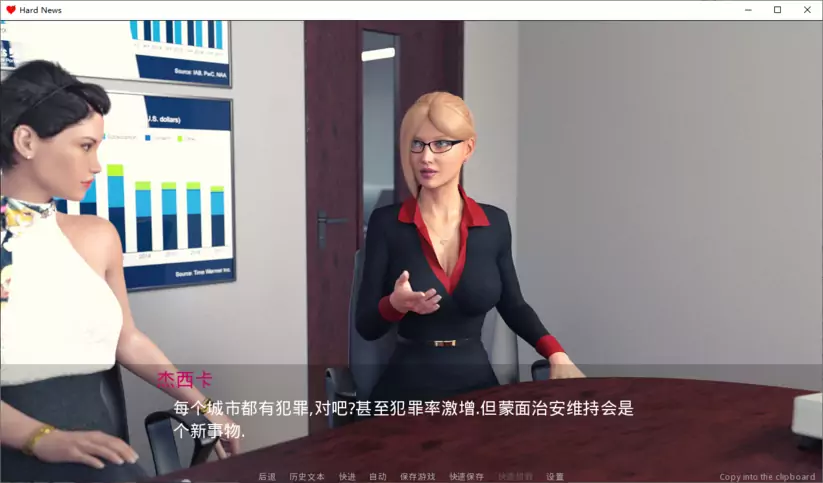 Hard News
Source: IAB, PwC, NAA
U.S. dollars)
2014
Source: Time Warner Inc.
杰西卡
每个城市都有犯罪,对吧?甚至犯罪率激增.但蒙面治安维持会是
个新事物.
后退 历史文本 快进 自动 保存游戏 快速保存 快速读取 设置
Copy into the clipboard